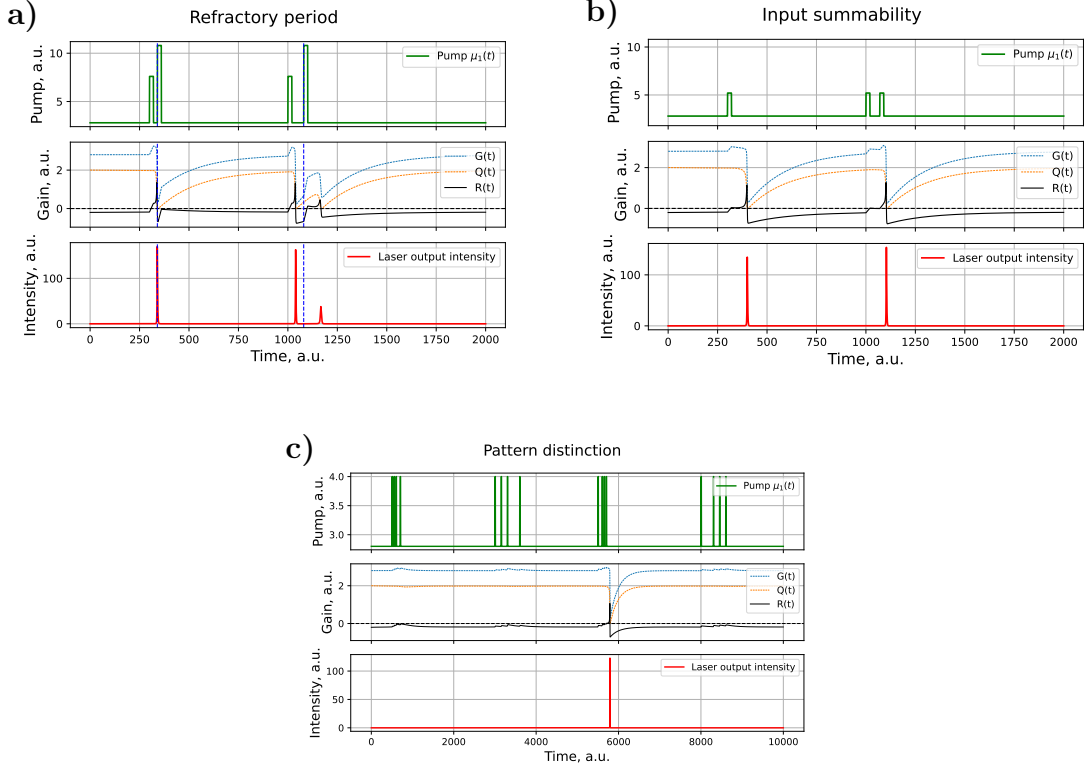 a)
Refractory period
Pump, a.u.
10
5
Pump μ₁(t)
Gain, a.u.
2
0
G(t)
Q(t)
R(t)
Intensity, a.u.
100
0
Laser output intensity
0 250 500 750 1000 1250 1500 1750 2000
Time, a.u.
b)
Input summability
Pump, a.u.
10
5
Pump μ₁(t)
Gain, a.u.
2
0
G(t)
Q(t)
R(t)
Intensity, a.u.
100
0
Laser output intensity
0 250 500 750 1000 1250 1500 1750 2000
Time, a.u.
c)
Pattern distinction
Pump, a.u.
4.0
3.5
3.0
Pump μ₁(t)
Gain, a.u.
2
0
G(t)
Q(t)
R(t)
Intensity, a.u.
100
50
0
Laser output intensity
0 2000 4000 6000 8000 10000
Time, a.u.